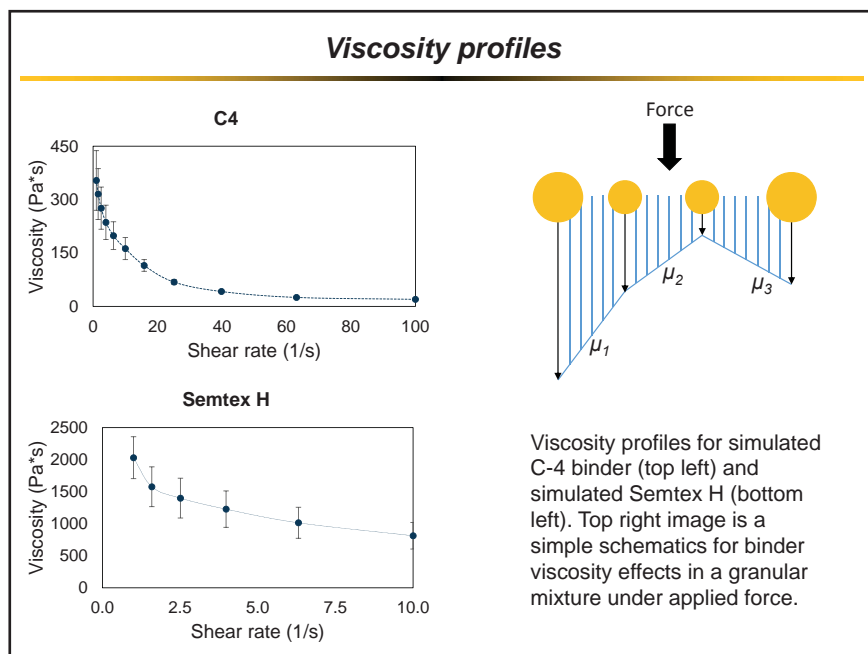 Viscosity profiles
C4
Viscosity (Pa*s)
450
300
150
0
0 20 40 60 80 100
Shear rate (1/s)
Force
μ1
μ2
μ3
Semtex H
Viscosity (Pa*s)
2500
2000
1500
1000
500
0
0.0 2.5 5.0 7.5 10.0
Shear rate (1/s)
Viscosity profiles for simulated
C-4 binder (top left) and
simulated Semtex H (bottom
left). Top right image is a
simple schematics for binder
viscosity effects in a granular
mixture under applied force.